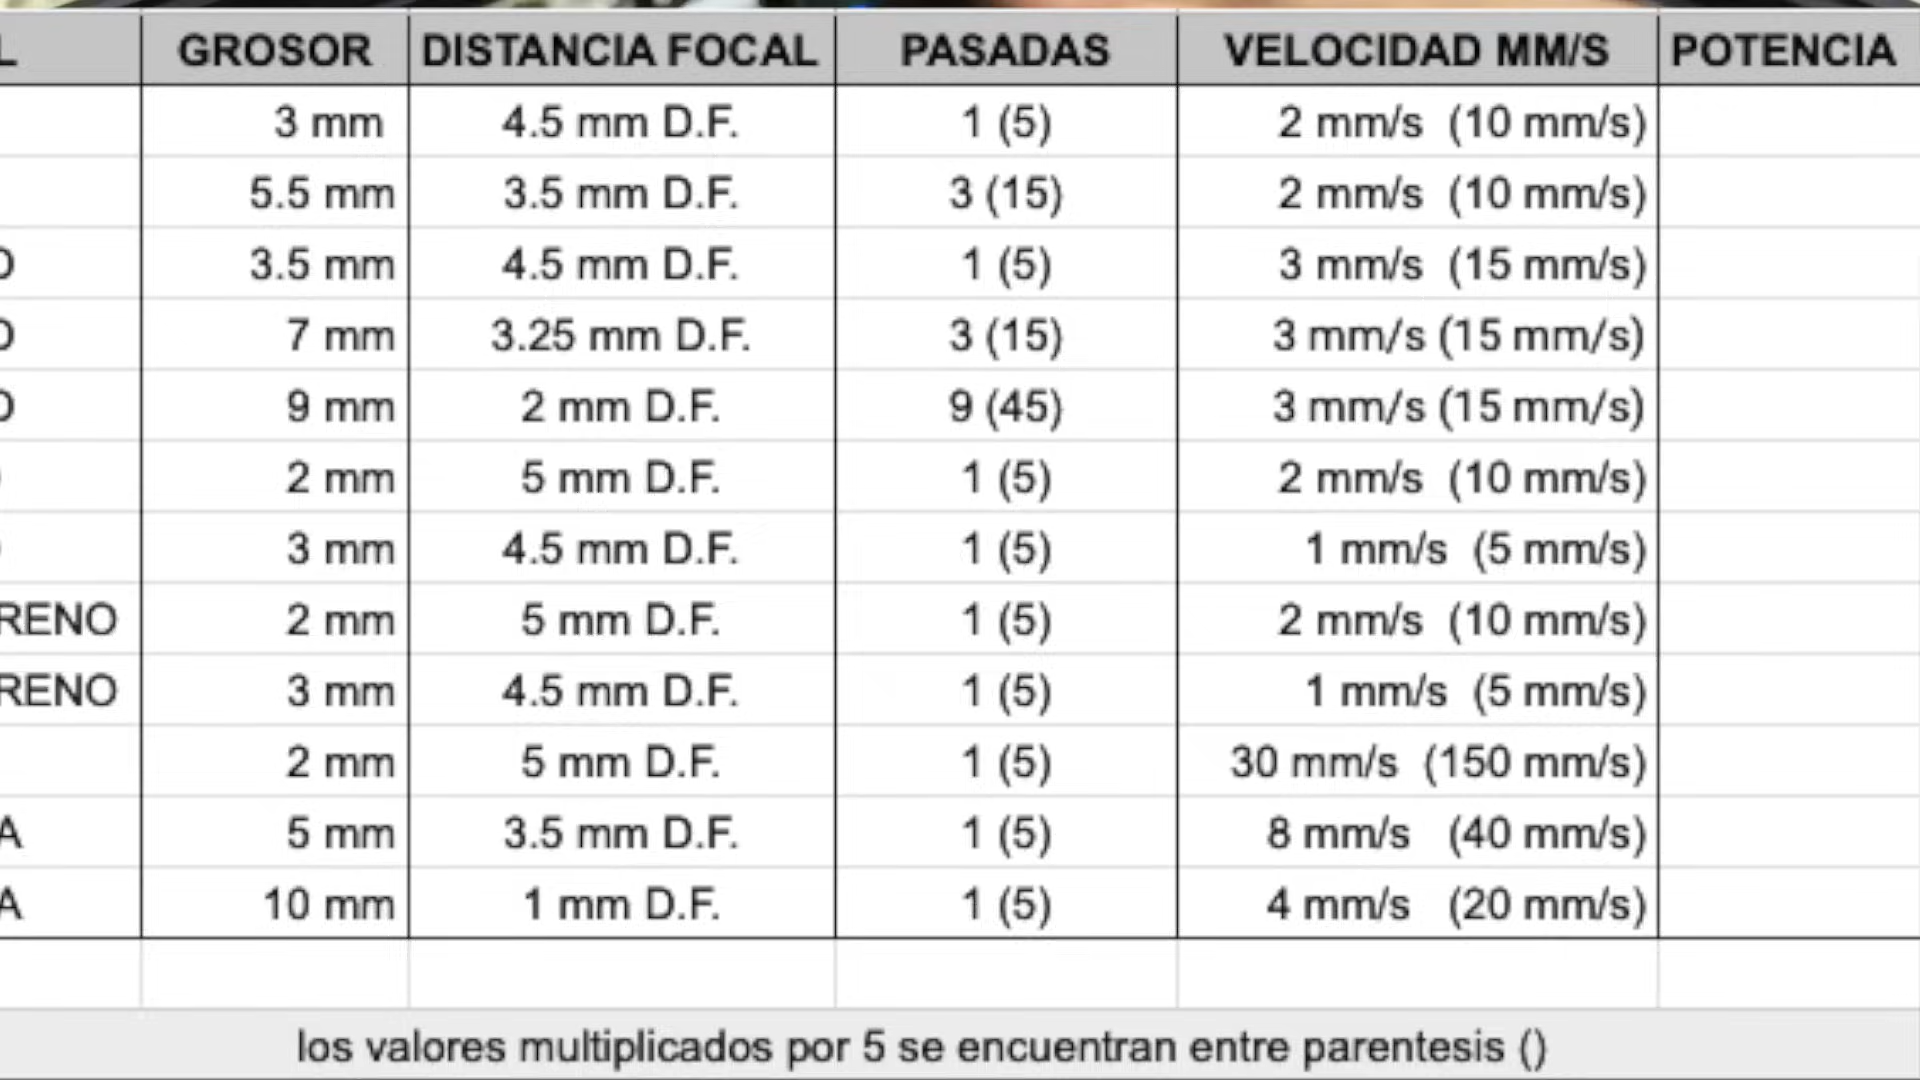 L GROSOR DISTANCIA FOCAL PASADAS VELOCIDAD MM/S POTENCIA
3 mm 4.5 mm D.F. 1 (5) 2 mm/s (10 mm/s)
5.5 mm 3.5 mm D.F. 3 (15) 2 mm/s (10 mm/s)
O 3.5 mm 4.5 mm D.F. 1 (5) 3 mm/s (15 mm/s)
O 7 mm 3.25 mm D.F. 3 (15) 3 mm/s (15 mm/s)
O 9 mm 2 mm D.F. 9 (45) 3 mm/s (15 mm/s)
2 mm 5 mm D.F. 1 (5) 2 mm/s (10 mm/s)
3 mm 4.5 mm D.F. 1 (5) 1 mm/s (5 mm/s)
RENO 2 mm 5 mm D.F. 1 (5) 2 mm/s (10 mm/s)
RENO 3 mm 4.5 mm D.F. 1 (5) 1 mm/s (5 mm/s)
2 mm 5 mm D.F. 1 (5) 30 mm/s (150 mm/s)
A 5 mm 3.5 mm D.F. 1 (5) 8 mm/s (40 mm/s)
A 10 mm 1 mm D.F. 1 (5) 4 mm/s (20 mm/s)
los valores multiplicados por 5 se encuentran entre parentesis ()